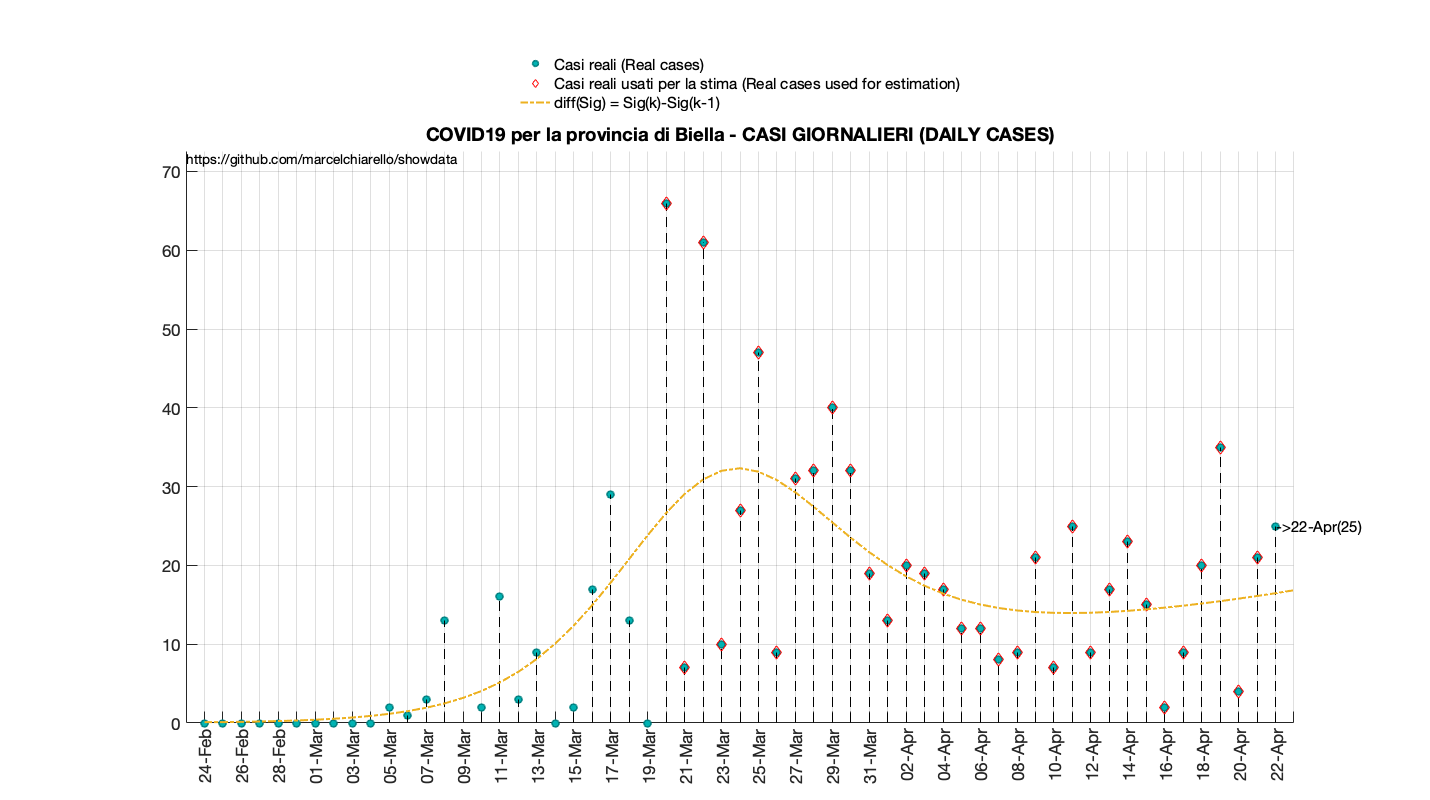 Casi reali (Real cases)
Casi reali usati per la stima (Real cases used for estimation)
diff(Sig) = Sig(k)-Sig(k-1)
COVID19 per la provincia di Biella - CASI GIORNALIERI (DAILY CASES)
https://github.com/marcelchiarello/showdata
70
60
50
40
30
20
10
0
->22-Apr(25)
24-Feb
26-Feb
28-Feb
01-Mar
03-Mar
05-Mar
07-Mar
09-Mar
11-Mar
13-Mar
15-Mar
17-Mar
19-Mar
21-Mar
23-Mar
25-Mar
27-Mar
29-Mar
31-Mar
02-Apr
04-Apr
06-Apr
08-Apr
10-Apr
12-Apr
14-Apr
16-Apr
18-Apr
20-Apr
22-Apr